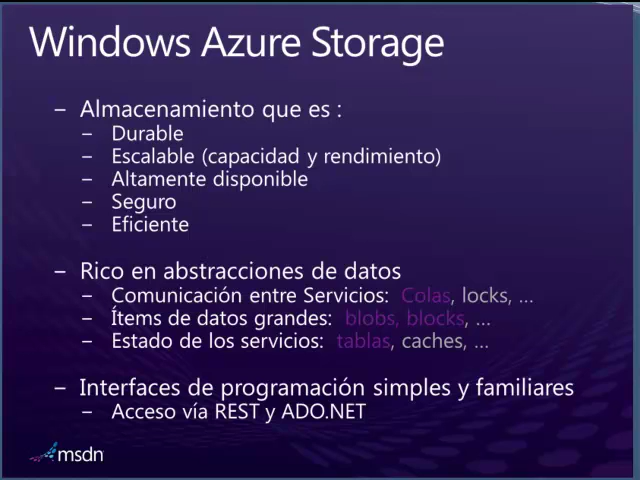 Windows Azure Storage
– Almacenamiento que es :
– Durable
– Escalable (capacidad y rendimiento)
– Altamente disponible
– Seguro
– Eficiente
– Rico en abstracciones de datos
– Comunicación entre Servicios: Colas, locks, ...
– Ítems de datos grandes: blobs, blocks, ...
– Estado de los servicios: tablas, caches, ...
– Interfaces de programación simples y familiares
– Acceso vía REST y ADO.NET
msdn